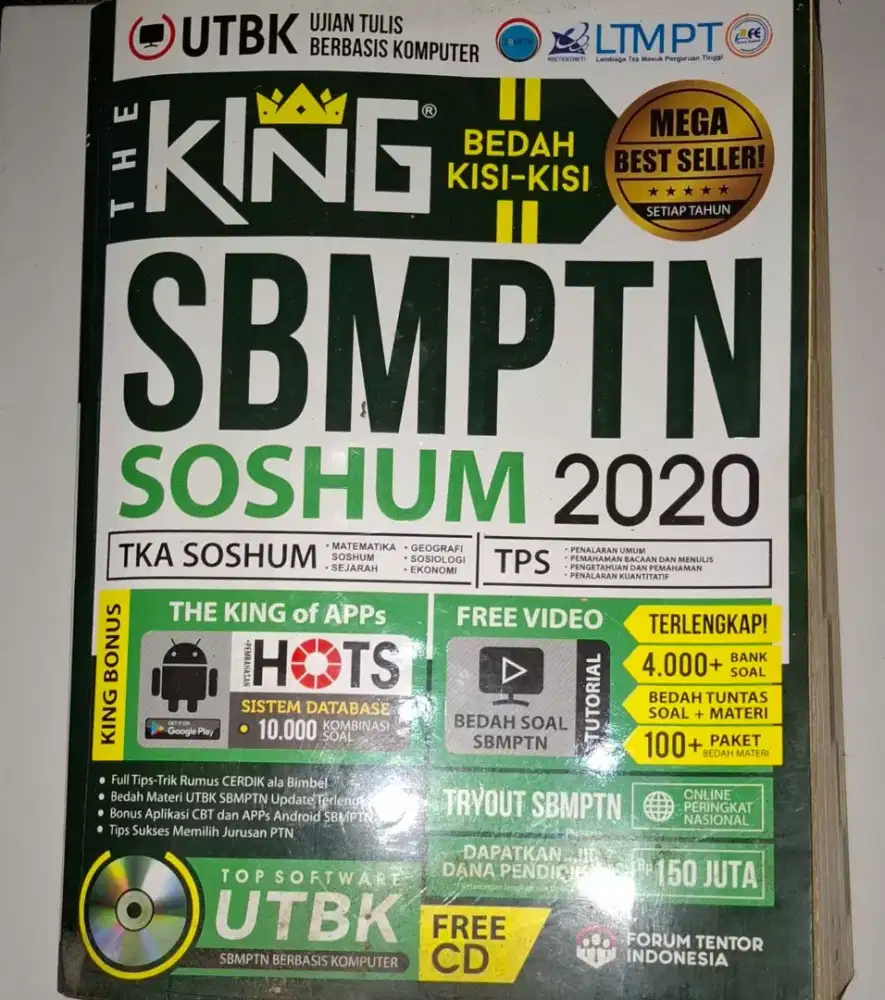 UTBK UJIAN TULIS
BERBASIS KOMPUTER
LTMPT
Lembaga Tes Masuk Perguruan Tinggi
THE KING®
BEDAH
KISI-KISI
MEGA
BEST SELLER!
SETIAP TAHUN
SBMPTN
SOSHUM 2020
TKA SOSHUM
• MATEMATIKA
SOSHUM
• SEJARAH
• GEOGRAFI
• SOSIOLOGI
• EKONOMI
TPS
• PENALARAN UMUM
• PEMAHAMAN BACAAN DAN MENULIS
• PENGETAHUAN DAN PEMAHAMAN
• PENALARAN KUANTITATIF
KING BONUS
THE KING of APPs
PEMBAHASAN
HOTS
SISTEM DATABASE
• 10.000 KOMBINASI
SOAL
GET IT ON
Google Play
FREE VIDEO
BEDAH SOAL
SBMPTN
TUTORIAL
TERLENGKAP!
4.000+ BANK
SOAL
BEDAH TUNTAS
SOAL + MATERI
100+ PAKET
BEDAH MATERI
• Full Tips-Trik Rumus CERDIK ala Bimbel
• Bedah Materi UTBK SBMPTN Update
• Bonus Aplikasi CBT dan APPs Android SBMPTN
• Tips Sukses Memilih Jurusan PTN
TRYOUT SBMPTN
ONLINE
PERINGKAT
NASIONAL
DAPATKAN...!!!
DANA
Rp 150 JUTA
TOP SOFTWARE
UTBK
SBMPTN BERBASIS KOMPUTER
FREE
CD
FORUM TENTOR
INDONESIA